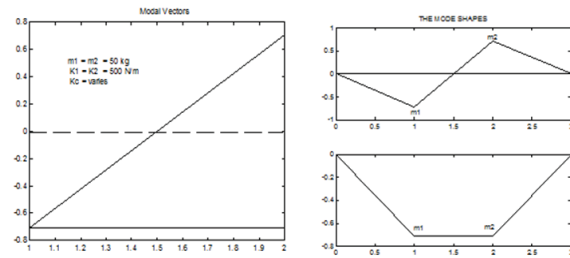 Modal Vectors
0.8
0.6
0.4
0.2
0
-0.2
-0.4
-0.6
-0.8
m1 = m2 = 50 kg
K1 = K2 = 500 N/m
Kc = varies
1 1.1 1.2 1.3 1.4 1.5 1.6 1.7 1.8 1.9 2
THE MODE SHAPES
1
0.5
0
-0.5
-1
m2
m1
0 0.5 1 1.5 2 2.5 3
0
-0.2
-0.4
-0.6
-0.8
m1 m2
0 0.5 1 1.5 2 2.5 3